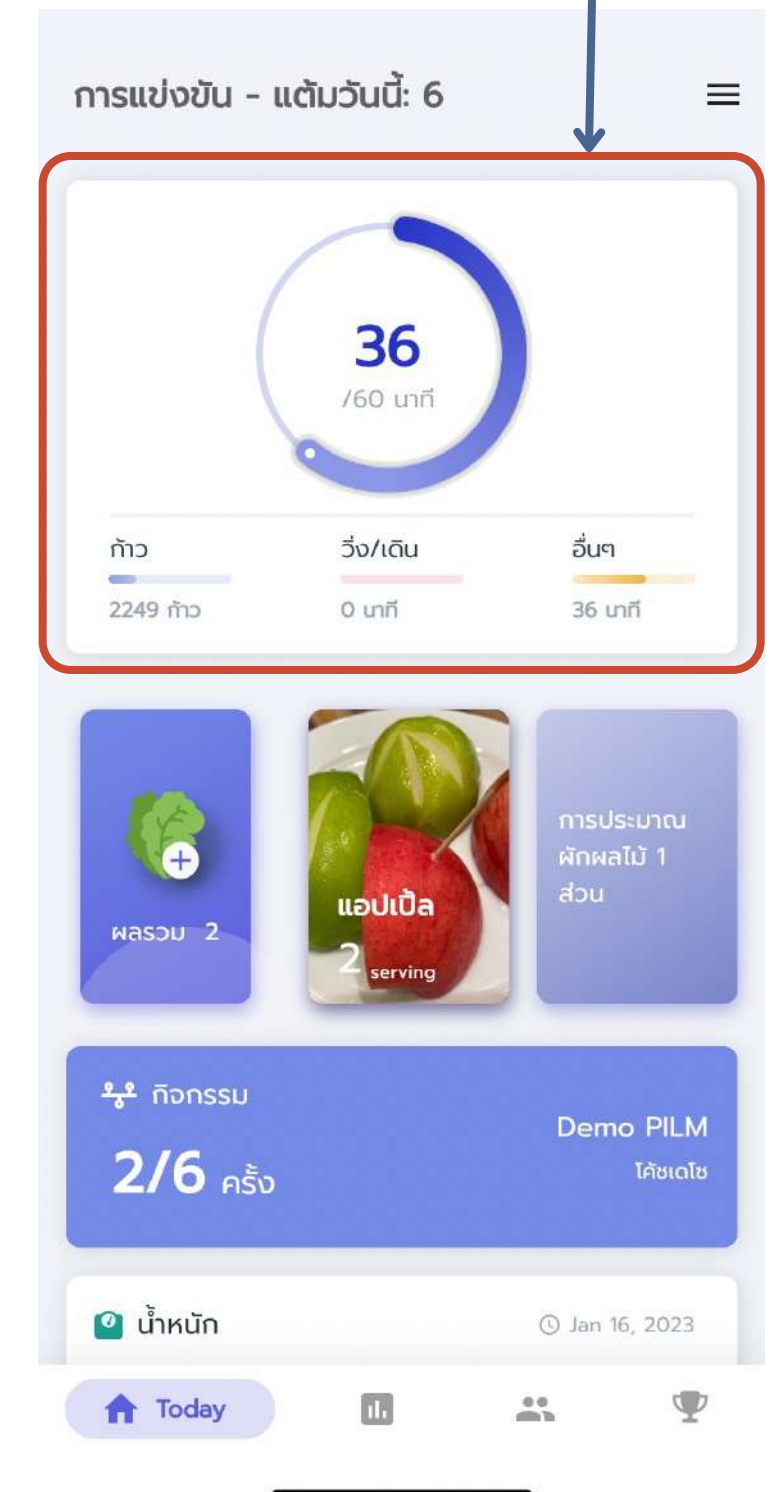 การแข่งขัน - แต้มวันนี้: 6
36
/60 นาที
ก้าว
วิ่ง/เดิน
อื่นๆ
2249 ก้าว
0 นาที
36 นาที
ผลรวม 2
แอปเปิ้ล
2 serving
การประมาณ
ผักผลไม้ 1
ส่วน
กิจกรรม
2/6 ครั้ง
Demo PILM
โค้ชเดโช
น้ำหนัก
Jan 16, 2023
Today